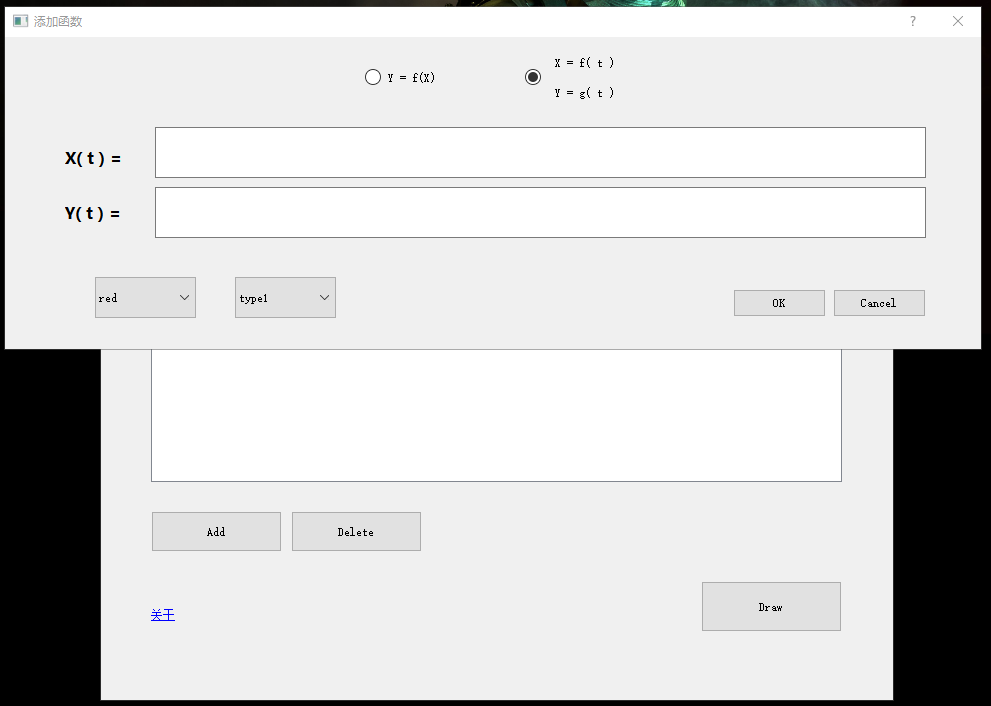 添加函数
?
Y = f(X)
X = f( t )
Y = g( t )
X( t ) =
Y( t ) =
red
type1
OK
Cancel
Add
Delete
关于
Draw